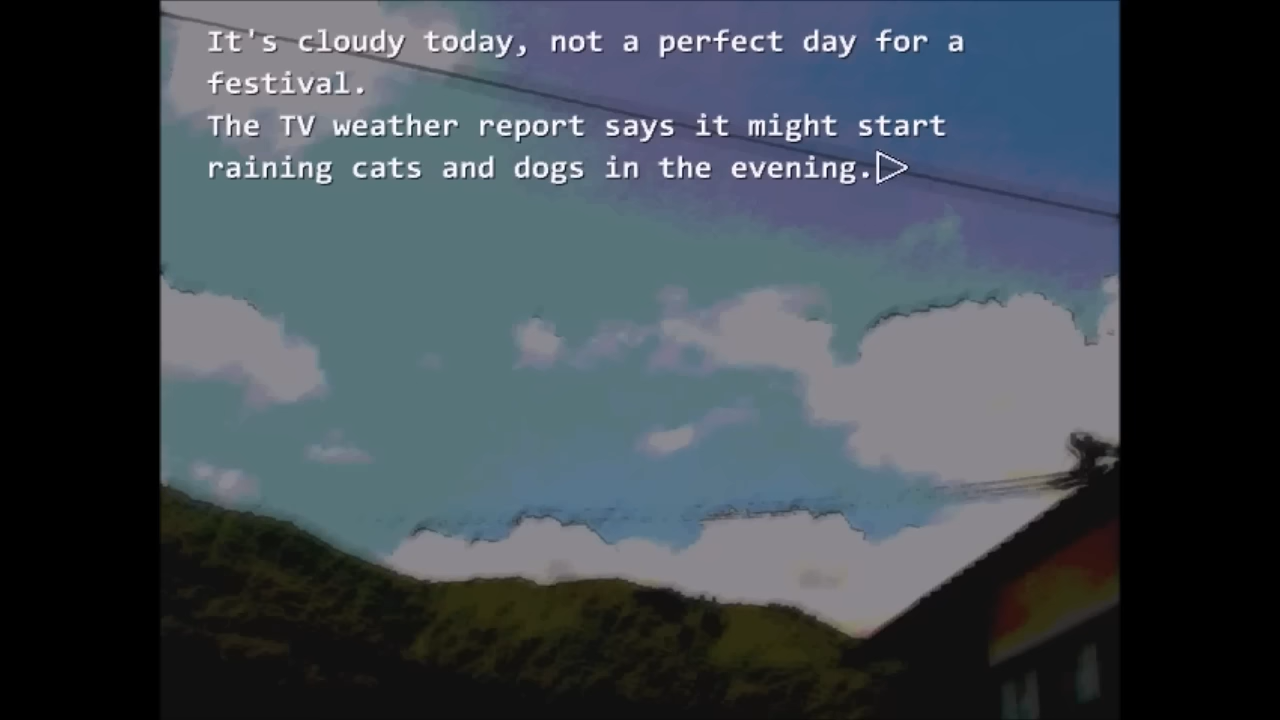 It's cloudy today, not a perfect day for a
festival.
The TV weather report says it might start
raining cats and dogs in the evening.